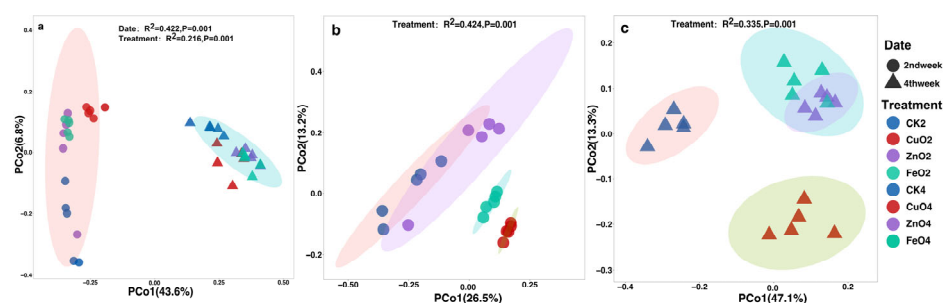 a
Date: R²=0.422,P=0.001
Treatment: R²=0.216,P=0.001
PCo2(6.8%)
0.4
0.2
0.0
−0.2
−0.4
−0.25
0.00
0.25
0.50
PCo1(43.6%)
b
Treatment: R²=0.424,P=0.001
PCo2(13.2%)
0.4
0.2
0.0
−0.2
−0.50
−0.25
0.00
0.25
PCo1(26.5%)
c
Treatment: R²=0.335,P=0.001
PCo2(13.3%)
0.2
0.1
0.0
−0.1
−0.2
−0.3
−0.4
−0.2
0.0
0.2
PCo1(47.1%)
Date
2ndweek
4thweek
Treatment
CK2
CuO2
ZnO2
FeO2
CK4
CuO4
ZnO4
FeO4